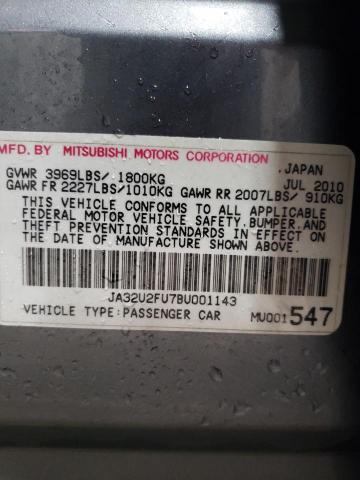 MFD. BY MITSUBISHI MOTORS CORPORATION
, JAPAN
GVWR 3969LBS/ 1800KG JUL 2010
GAWR FR 2227LBS/1010KG GAWR RR 2007LBS/ 910KG
THIS VEHICLE CONFORMS TO ALL APPLICABLE
FEDERAL MOTOR VEHICLE SAFETY, BUMPER, AND
THEFT PREVENTION STANDARDS IN EFFECT ON THE
DATE OF MANUFACTURE SHOWN ABOVE.
JA32U2FU7BU001143
VEHICLE TYPE:PASSENGER CAR MU001547